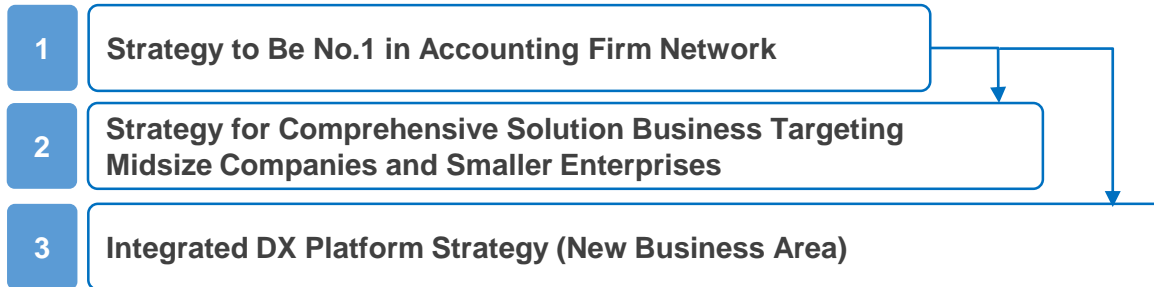 1
Strategy to Be No.1 in Accounting Firm Network
2
Strategy for Comprehensive Solution Business Targeting
Midsize Companies and Smaller Enterprises
3
Integrated DX Platform Strategy (New Business Area)